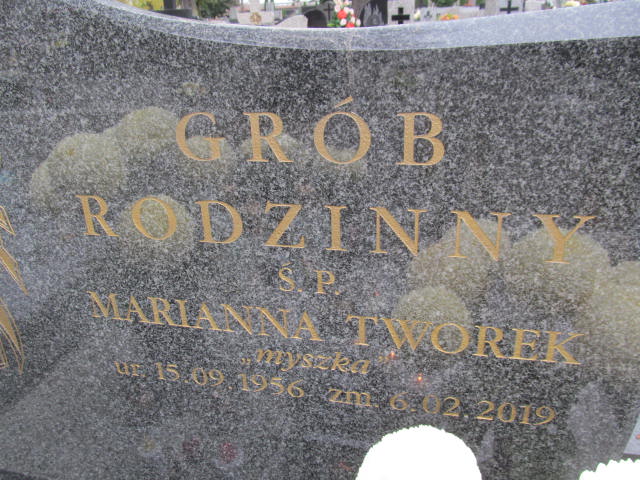 GRÓB
RODZINNY
Ś.P.
MARIANNA TWOREK
„myszka”
ur 15.09.1956 zm. 6.02.2019